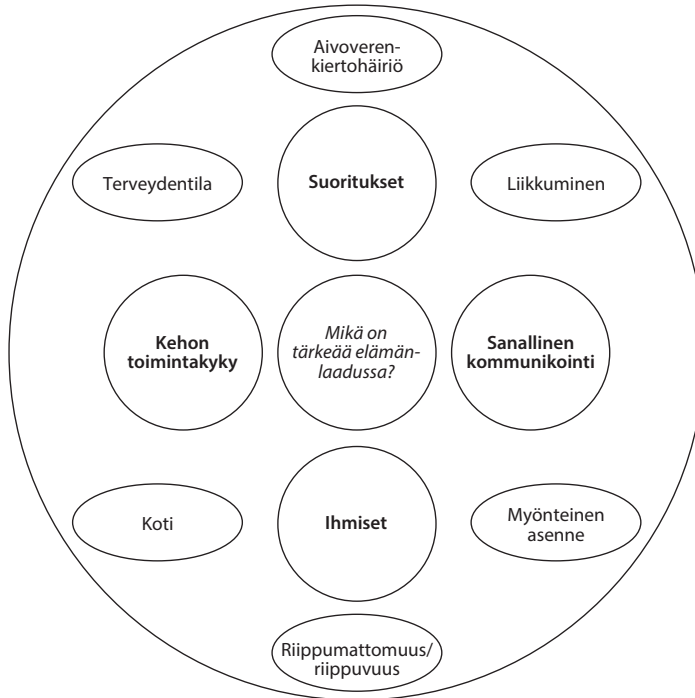 Aivoveren-
kiertohäiriö
Terveydentila
Suoritukset
Liikkuminen
Kehon
toimintakyky
Mikä on
tärkeää elämän-
laadussa?
Sanallinen
kommunikointi
Koti
Ihmiset
Myönteinen
asenne
Riippumattomuus/
riippuvuus